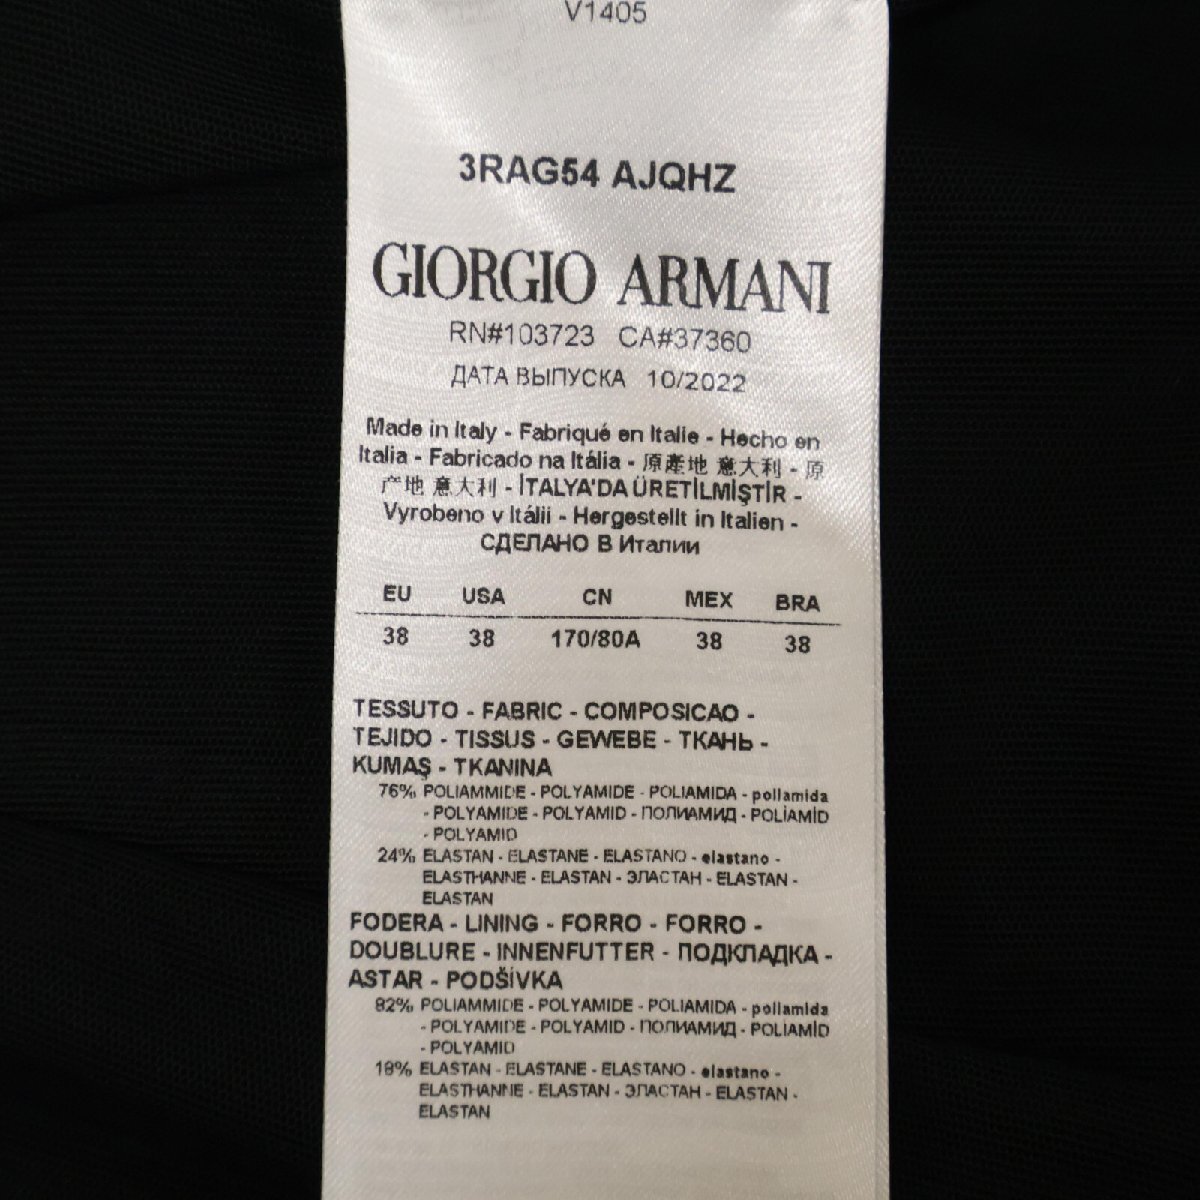 V1405
3RAG54 AJQHZ
GIORGIO ARMANI
RN#103723 CA#37360
ДАТА ВЫПУСКА 10/2022
Made in Italy - Fabriqué en Italie - Hecho en
Italia - Fabricado na Itália - 原產地 意大利 - 原
产地 意大利 - İTALYA'DA ÜRETİLMİŞTİR -
Vyrobeno v Itálii - Hergestellt in Italien -
СДЕЛАНО В Италии
EU USA CN MEX BRA
38 38 170/80A 38 38
TESSUTO - FABRIC - COMPOSICAO -
TEJIDO - TISSUS - GEWEBE - ТКАНЬ -
KUMAŞ - TKANINA
76% POLIAMMIDE - POLYAMIDE - POLIAMIDA - poliamida
- POLYAMIDE - POLYAMID - ПОЛИАМИД - POLİAMİD
- POLYAMID
24% ELASTAN - ELASTANE - ELASTANO - elastano -
ELASTHANNE - ELASTAN - ЭЛАСТАН - ELASTAN -
ELASTAN
FODERA - LINING - FORRO - FORRO -
DOUBLURE - INNENFUTTER - ПОДКЛАДКА -
ASTAR - PODŠÍVKA
82% POLIAMMIDE - POLYAMIDE - POLIAMIDA - poliamida
- POLYAMIDE - POLYAMID - ПОЛИАМИД - POLİAMİD
- POLYAMID
18% ELASTAN - ELASTANE - ELASTANO - elastano -
ELASTHANNE - ELASTAN - ЭЛАСТАН - ELASTAN -
ELASTAN